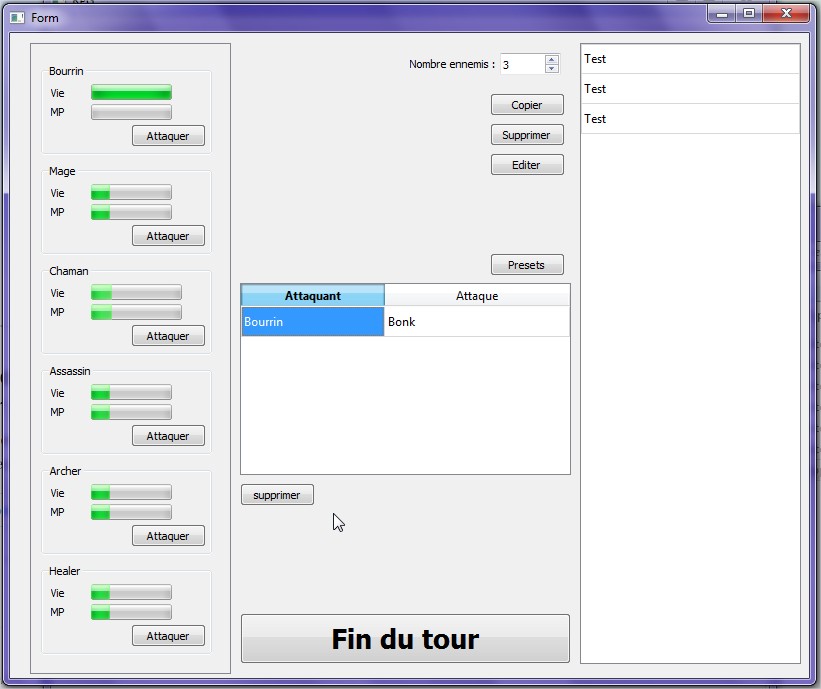 Form
Bourrin
Vie
MP
Attaquer
Mage
Vie
MP
Attaquer
Chaman
Vie
MP
Attaquer
Assassin
Vie
MP
Attaquer
Archer
Vie
MP
Attaquer
Healer
Vie
MP
Attaquer
Nombre ennemis : 3
Copier
Supprimer
Editer
Presets
Attaquant Attaque
Bourrin Bonk
supprimer
Fin du tour
Test
Test
Test